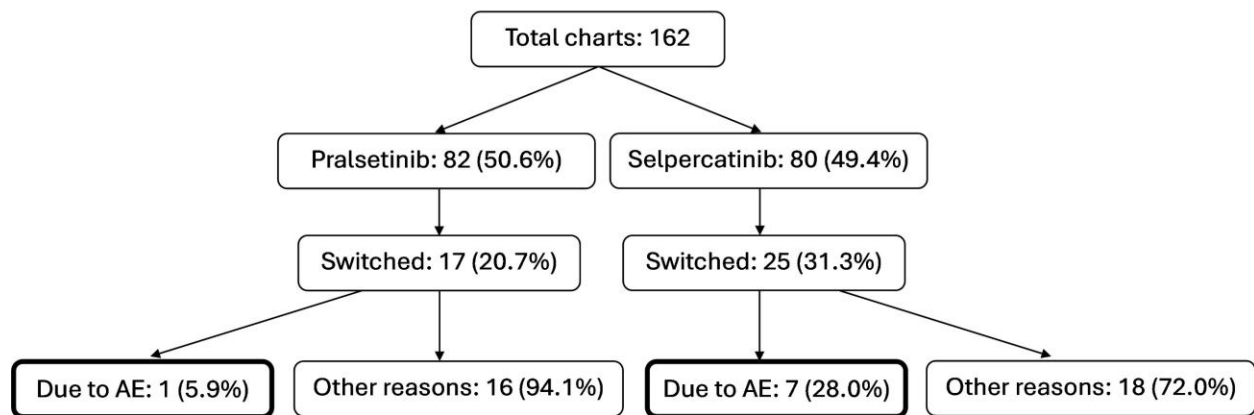 Total charts: 162
Pralsetinib: 82 (50.6%)
Selpercatinib: 80 (49.4%)
Switched: 17 (20.7%)
Switched: 25 (31.3%)
Due to AE: 1 (5.9%)
Other reasons: 16 (94.1%)
Due to AE: 7 (28.0%)
Other reasons: 18 (72.0%)